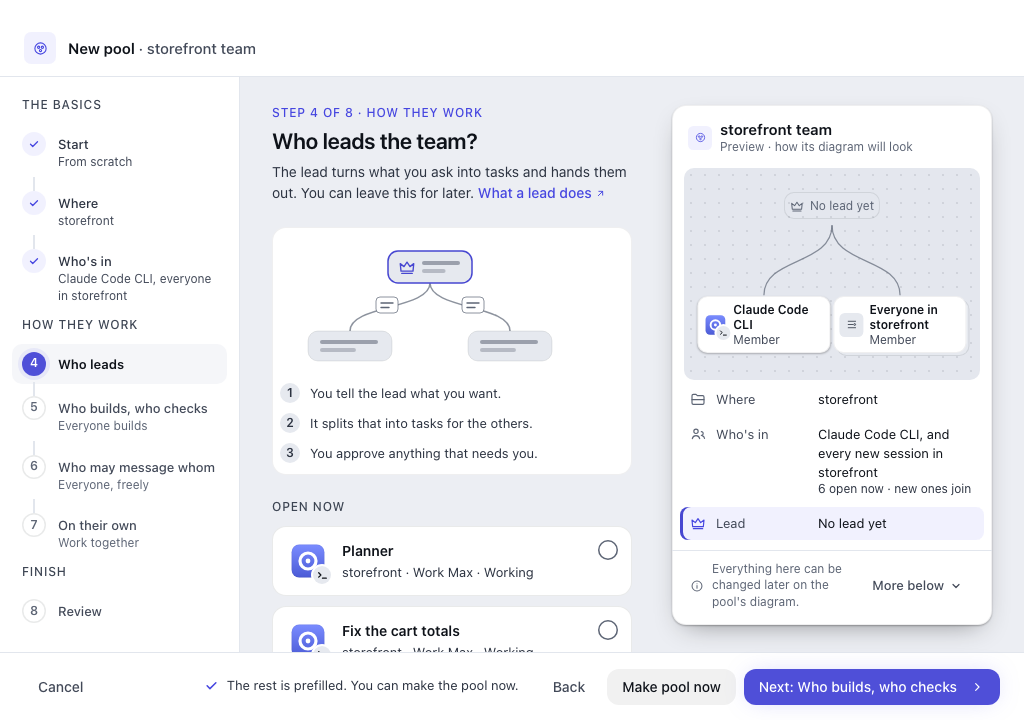 New pool · storefront team
THE BASICS
Start
From scratch
Where
storefront
Who's in
Claude Code CLI, everyone
in storefront
HOW THEY WORK
4
Who leads
5
Who builds, who checks
Everyone builds
6
Who may message whom
Everyone, freely
7
On their own
Work together
FINISH
8
Review
STEP 4 OF 8 · HOW THEY WORK
Who leads the team?
The lead turns what you ask into tasks and hands them
out. You can leave this for later. What a lead does ↗
1 You tell the lead what you want.
2 It splits that into tasks for the others.
3 You approve anything that needs you.
OPEN NOW
Planner
storefront · Work Max · Working
Fix the cart totals
storefront · Work Max · Working
storefront team
Preview · how its diagram will look
No lead yet
Claude Code
CLI
Member
Everyone in
storefront
Member
Where storefront
Who's in Claude Code CLI, and
every new session in
storefront
6 open now · new ones join
Lead No lead yet
Everything here can be
changed later on the
pool's diagram.
More below
Cancel
The rest is prefilled. You can make the pool now.
Back
Make pool now
Next: Who builds, who checks